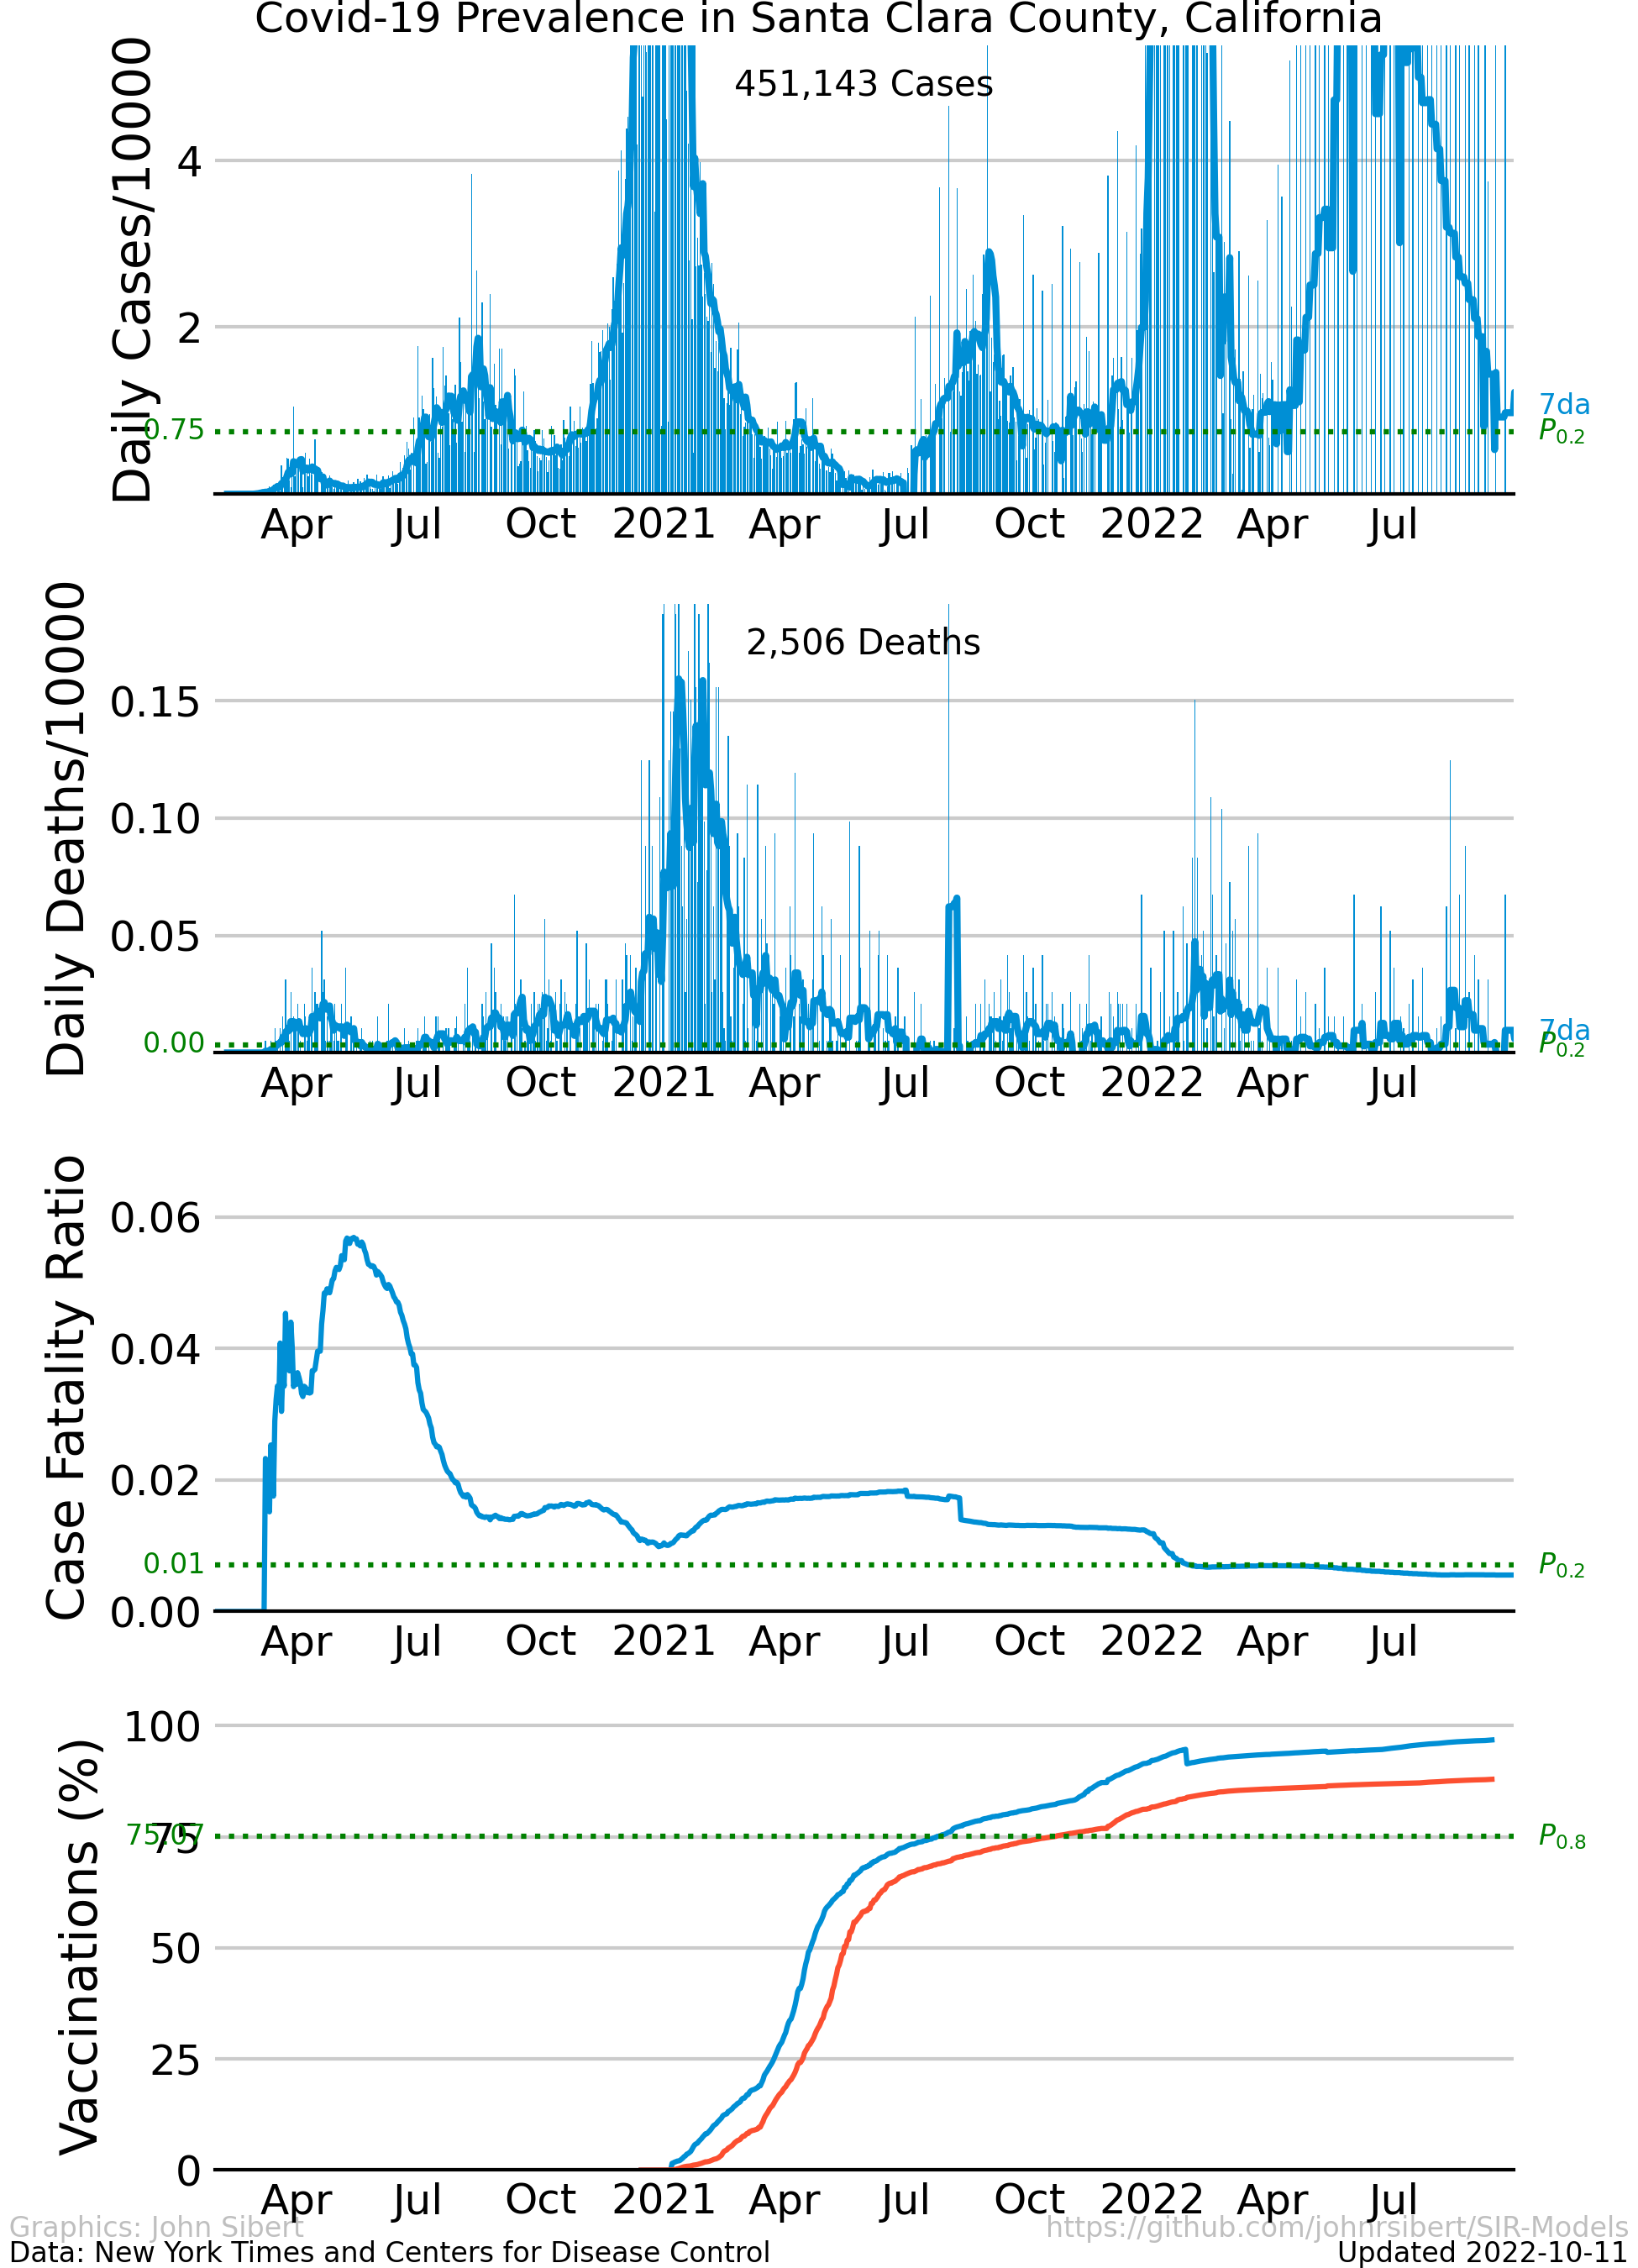 Covid-19 Prevalence in Santa Clara County, California
Daily Cases/10000
451,143 Cases
4
2
0.75
7da
P0.2
Apr Jul Oct 2021 Apr Jul Oct 2022 Apr Jul
Daily Deaths/10000
2,506 Deaths
0.15
0.10
0.05
0.00
7da
P0.2
Apr Jul Oct 2021 Apr Jul Oct 2022 Apr Jul
Case Fatality Ratio
0.06
0.04
0.02
0.01
P0.2
0.00
Apr Jul Oct 2021 Apr Jul Oct 2022 Apr Jul
Vaccinations (%)
100
75
75.07
P0.8
50
25
0
Apr Jul Oct 2021 Apr Jul Oct 2022 Apr Jul
Graphics: John Sibert
https://github.com/johnrsibert/SIR-Models
Data: New York Times and Centers for Disease Control
Updated 2022-10-11